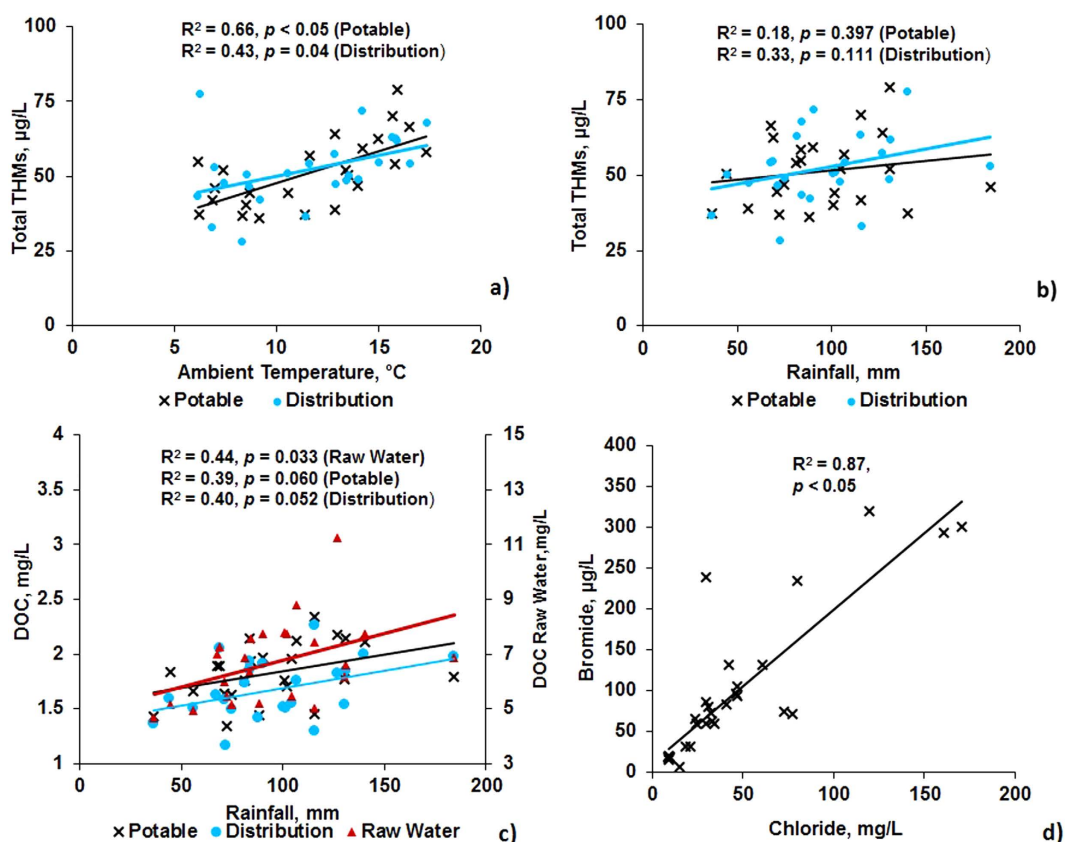 R² = 0.66, p < 0.05 (Potable)
R² = 0.43, p = 0.04 (Distribution)
Total THMs, µg/L
100
75
50
25
0
0 5 10 15 20
Ambient Temperature, °C
× Potable • Distribution
a)
R² = 0.18, p = 0.397 (Potable)
R² = 0.33, p = 0.111 (Distribution)
Total THMs, µg/L
100
75
50
25
0
0 50 100 150 200
Rainfall, mm
× Potable • Distribution
b)
R² = 0.44, p = 0.033 (Raw Water)
R² = 0.39, p = 0.060 (Potable)
R² = 0.40, p = 0.052 (Distribution)
DOC, mg/L
4
3.5
3
2.5
2
1.5
1
15
13
11
9
7
5
3
DOC Raw Water,mg/L
0 50 100 150 200
Rainfall, mm
× Potable • Distribution ▲ Raw Water
c)
R² = 0.87,
p < 0.05
Bromide, µg/L
400
350
300
250
200
150
100
50
0
0 50 100 150 200
Chloride, mg/L
d)